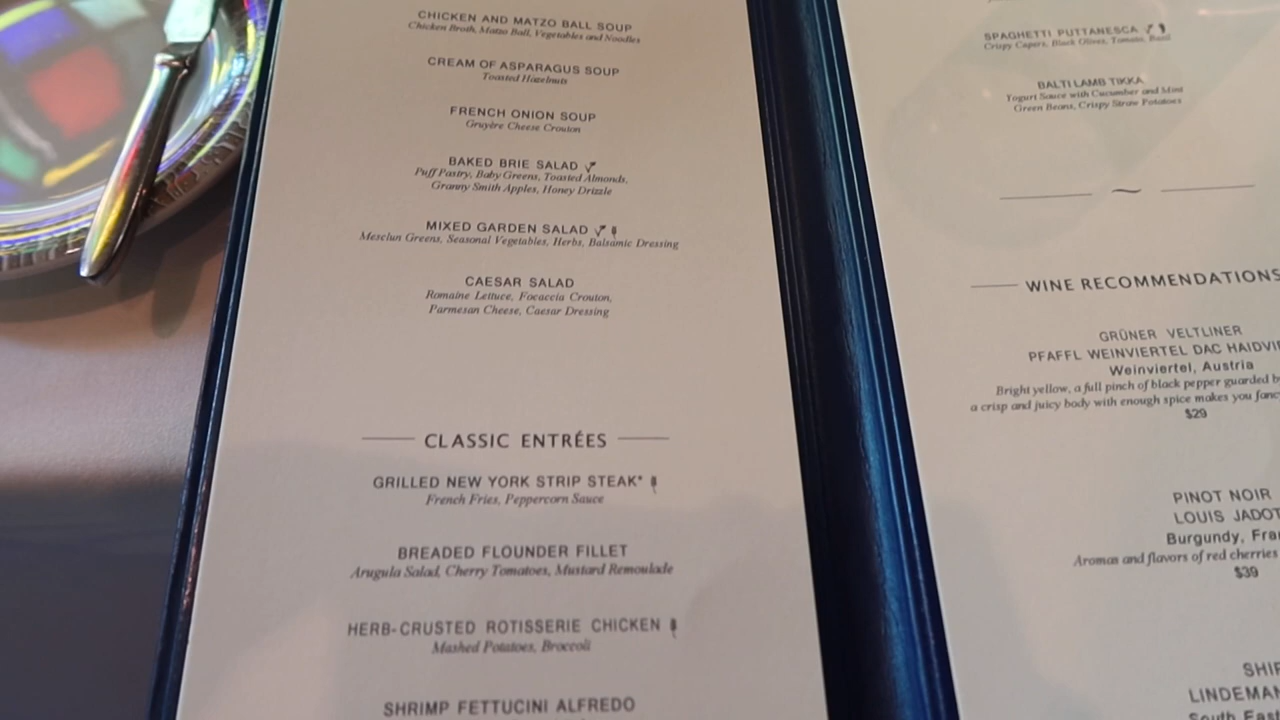 CHICKEN AND MATZO BALL SOUP
Chicken Broth, Matzo Ball, Vegetables and Noodles
CREAM OF ASPARAGUS SOUP
Toasted Hazelnuts
FRENCH ONION SOUP
Gruyère Cheese Crouton
BAKED BRIE SALAD
Puff Pastry, Baby Greens, Toasted Almonds,
Granny Smith Apples, Honey Drizzle
MIXED GARDEN SALAD
Mesclun Greens, Seasonal Vegetables, Herbs, Balsamic Dressing
CAESAR SALAD
Romaine Lettuce, Focaccia Crouton,
Parmesan Cheese, Caesar Dressing
CLASSIC ENTRÉES
GRILLED NEW YORK STRIP STEAK*
French Fries, Peppercorn Sauce
BREADED FLOUNDER FILLET
Arugula Salad, Cherry Tomatoes, Mustard Remoulade
HERB-CRUSTED ROTISSERIE CHICKEN
Mashed Potatoes, Broccoli
SHRIMP FETTUCINI ALFREDO
SPAGHETTI PUTTANESCA
Crispy Capers, Black Olives, Tomato, Basil
BALTI LAMB TIKKA
Yogurt Sauce with Cucumber and Mint
Green Beans, Crispy Straw Potatoes
WINE RECOMMENDATIONS
GRÜNER VELTLINER
PFAFFL WEINVIERTEL DAC HAIDVI
Weinviertel, Austria
Bright yellow, a full pinch of black pepper guarded b
a crisp and juicy body with enough spice makes you fanc
$29
PINOT NOIR
LOUIS JADOT
Burgundy, Fra
Aromas and flavors of red cherries
$39
SHIR
LINDEMAN
South East